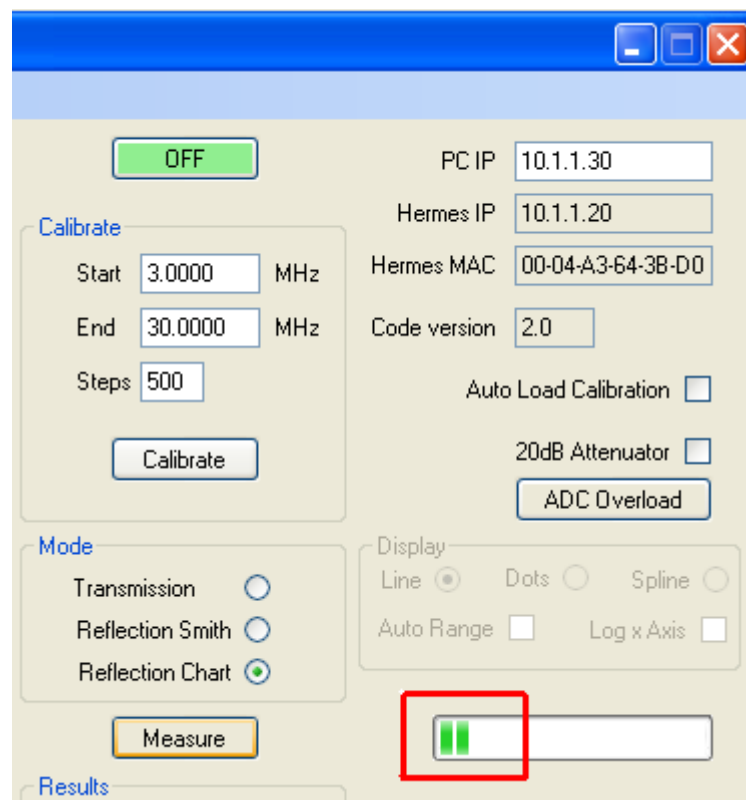 OFF
PC IP 10.1.1.30
Hermes IP 10.1.1.20
Calibrate
Start 3.0000 MHz
Hermes MAC 00-04-A3-64-3B-D0
End 30.0000 MHz
Code version 2.0
Steps 500
Auto Load Calibration
Calibrate
20dB Attenuator
ADC Overload
Mode
Transmission
Reflection Smith
Reflection Chart
Display
Line Dots Spline
Auto Range Log x Axis
Measure
Results